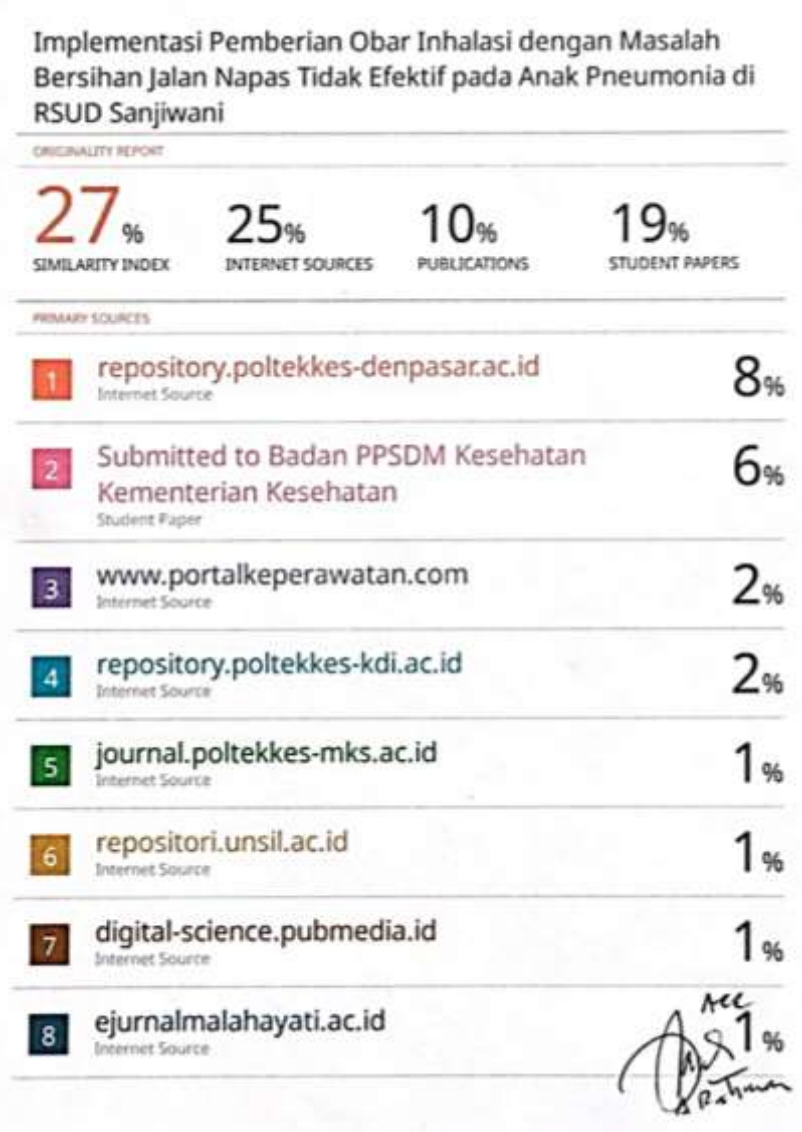 Implementasi Pemberian Obar Inhalasi dengan Masalah
Bersihan Jalan Napas Tidak Efektif pada Anak Pneumonia di
RSUD Sanjiwani
ORIGINALITY REPORT
27% 25% 10% 19%
SIMILARITY INDEX INTERNET SOURCES PUBLICATIONS STUDENT PAPERS
PRIMARY SOURCES
1 repository.poltekkes-denpasar.ac.id 8%
Internet Source
2 Submitted to Badan PPSDM Kesehatan 6%
Kementerian Kesehatan
Student Paper
3 www.portalkeperawatan.com 2%
Internet Source
4 repository.poltekkes-kdi.ac.id 2%
Internet Source
5 journal.poltekkes-mks.ac.id 1%
Internet Source
6 repositori.unsil.ac.id 1%
Internet Source
7 digital-science.pubmedia.id 1%
Internet Source
Acc
8 ejurnalmalahayati.ac.id 1%
Internet Source